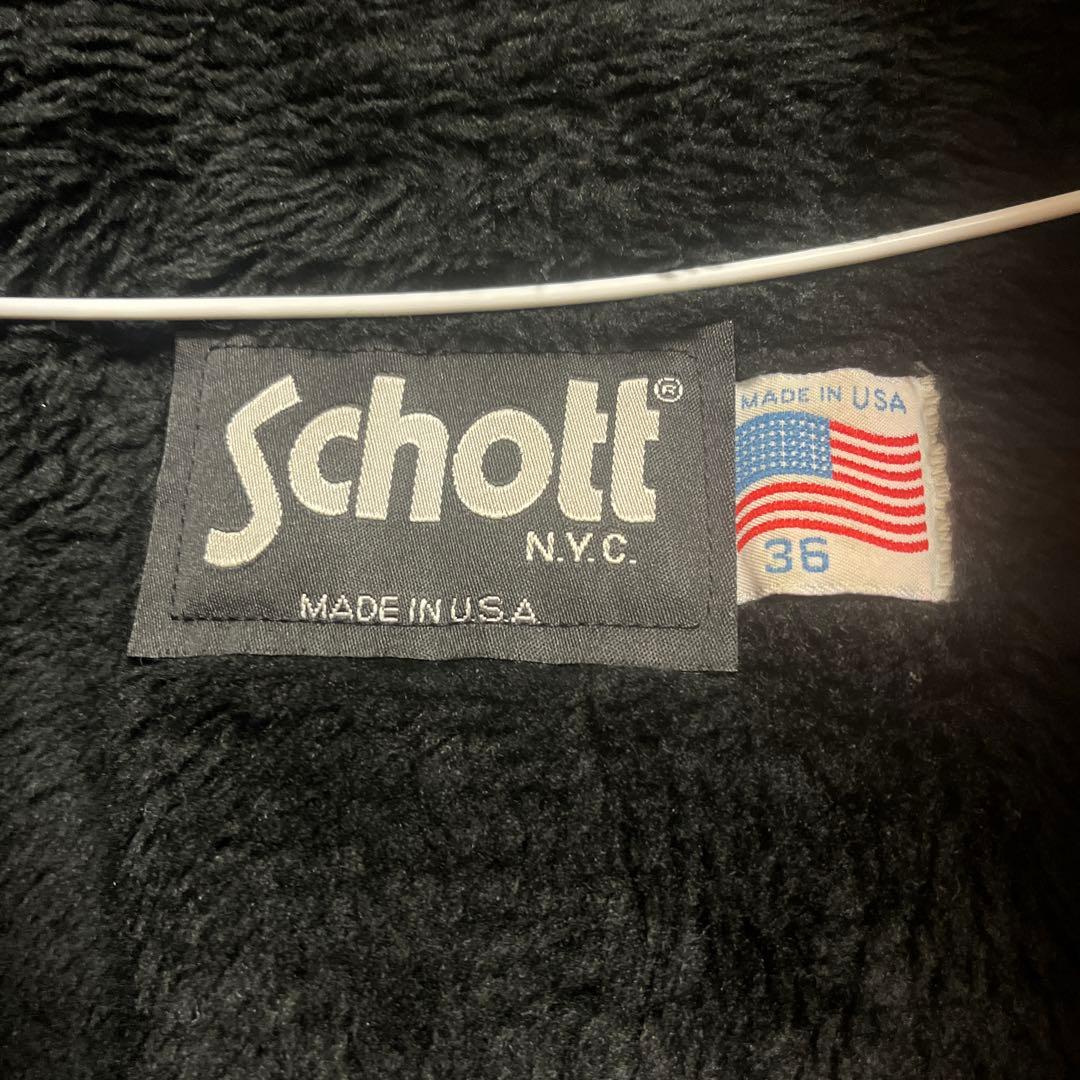 Schott®
N.Y.C.
MADE IN U.S.A
MADE IN USA
36